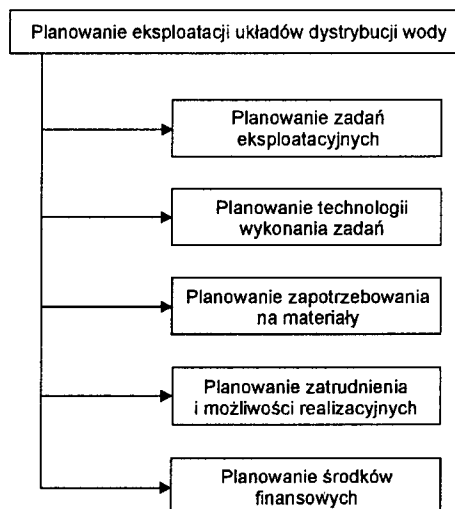 Planowanie eksploatacji układów dystrybucji wody
Planowanie zadań
eksploatacyjnych
Planowanie technologii
wykonania zadań
Planowanie zapotrzebowania
na materiały
Planowanie zatrudnienia
i możliwości realizacyjnych
Planowanie środków
finansowych